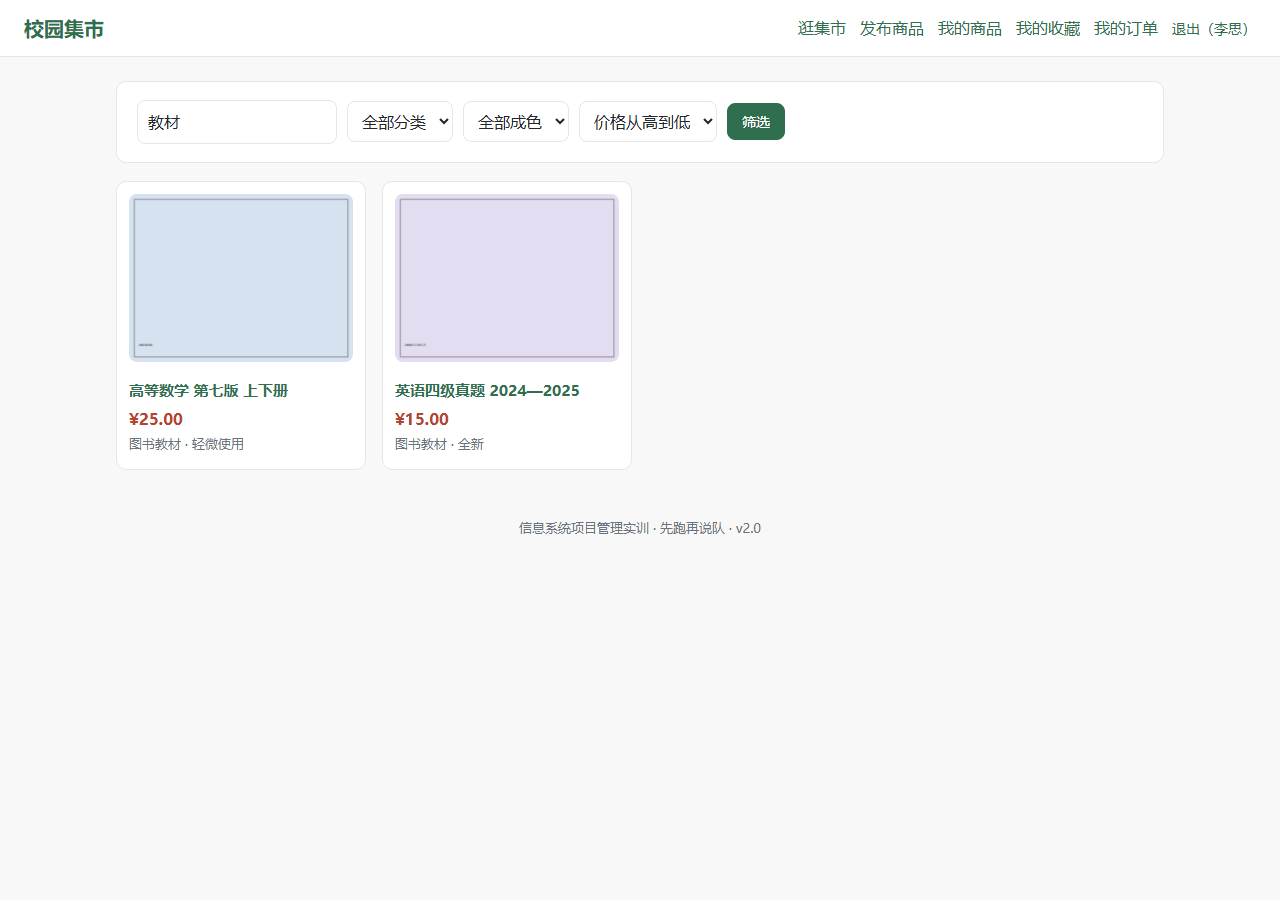 校园集市
逛集市 发布商品 我的商品 我的收藏 我的订单 退出（李思）
教材 全部分类 全部成色 价格从高到低 筛选
高等数学 第七版 上下册
¥25.00
图书教材 · 轻微使用
英语四级真题 2024—2025
¥15.00
图书教材 · 全新
信息系统项目管理实训 · 先跑再说队 · v2.0